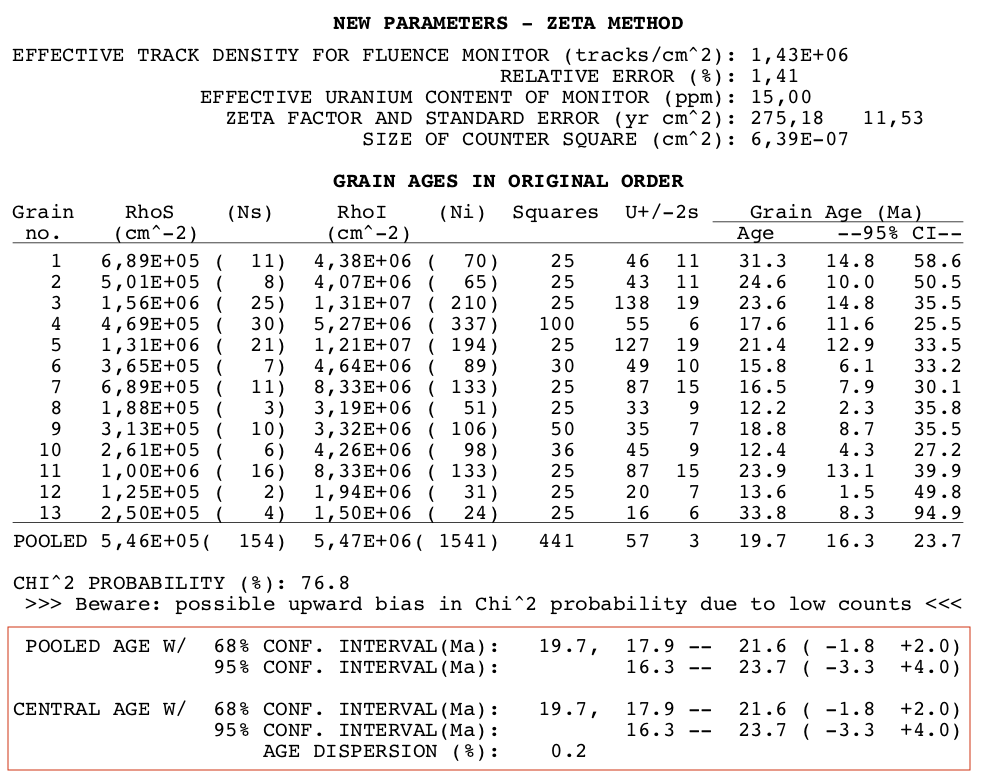 NEW PARAMETERS – ZETA METHOD
EFFECTIVE TRACK DENSITY FOR FLUENCE MONITOR (tracks/cm^2): 1,43E+06
RELATIVE ERROR (%): 1,41
EFFECTIVE URANIUM CONTENT OF MONITOR (ppm): 15,00
ZETA FACTOR AND STANDARD ERROR (yr cm^2): 275,18 11,53
SIZE OF COUNTER SQUARE (cm^2): 6,39E-07
GRAIN AGES IN ORIGINAL ORDER
Grain RhoS (Ns) RhoI (Ni) Squares U+/-2s Grain Age (Ma)
no. (cm^-2) (cm^-2) Age --95% CI--
1 6,89E+05 ( 11) 4,38E+06 ( 70) 25 46 11 31.3 14.8 58.6
2 5,01E+05 ( 8) 4,07E+06 ( 65) 25 43 11 24.6 10.0 50.5
3 1,56E+06 ( 25) 1,31E+07 ( 210) 25 138 19 23.6 14.8 35.5
4 4,69E+05 ( 30) 5,27E+06 ( 337) 100 55 6 17.6 11.6 25.5
5 1,31E+06 ( 21) 1,21E+07 ( 194) 25 127 19 21.4 12.9 33.5
6 3,65E+05 ( 7) 4,64E+06 ( 89) 30 49 10 15.8 6.1 33.2
7 6,89E+05 ( 11) 8,33E+06 ( 133) 25 87 15 16.5 7.9 30.1
8 1,88E+05 ( 3) 3,19E+06 ( 51) 25 33 9 12.2 2.3 35.8
9 3,13E+05 ( 10) 3,32E+06 ( 106) 50 35 7 18.8 8.7 35.5
10 2,61E+05 ( 6) 4,26E+06 ( 98) 36 45 9 12.4 4.3 27.2
11 1,00E+06 ( 16) 8,33E+06 ( 133) 25 87 15 23.9 13.1 39.9
12 1,25E+05 ( 2) 1,94E+06 ( 31) 25 20 7 13.6 1.5 49.8
13 2,50E+05 ( 4) 1,50E+06 ( 24) 25 16 6 33.8 8.3 94.9
POOLED 5,46E+05( 154) 5,47E+06( 1541) 441 57 3 19.7 16.3 23.7
CHI^2 PROBABILITY (%): 76.8
>>> Beware: possible upward bias in Chi^2 probability due to low counts <<<
POOLED AGE W/ 68% CONF. INTERVAL(Ma): 19.7, 17.9 -- 21.6 ( -1.8 +2.0)
95% CONF. INTERVAL(Ma): 16.3 -- 23.7 ( -3.3 +4.0)
CENTRAL AGE W/ 68% CONF. INTERVAL(Ma): 19.7, 17.9 -- 21.6 ( -1.8 +2.0)
95% CONF. INTERVAL(Ma): 16.3 -- 23.7 ( -3.3 +4.0)
AGE DISPERSION (%): 0.2